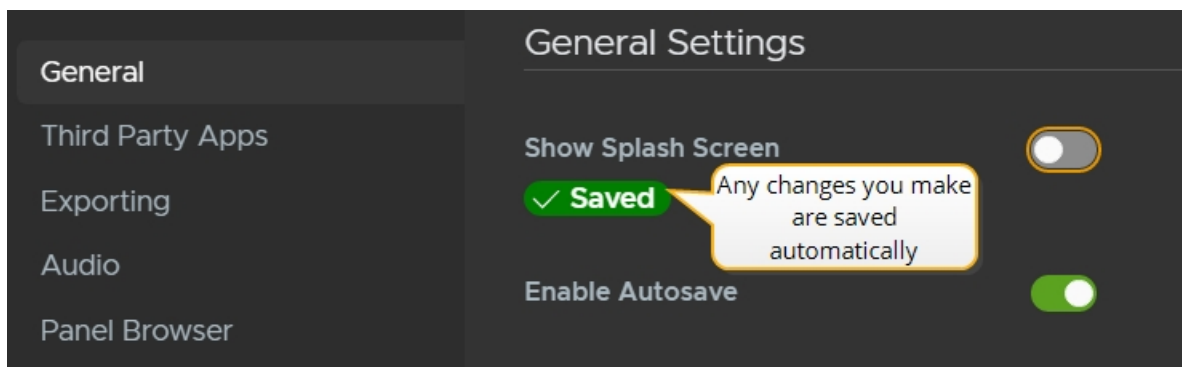 General
Third Party Apps
Exporting
Audio
Panel Browser
General Settings
Show Splash Screen
Saved
Any changes you make
are saved
automatically
Enable Autosave